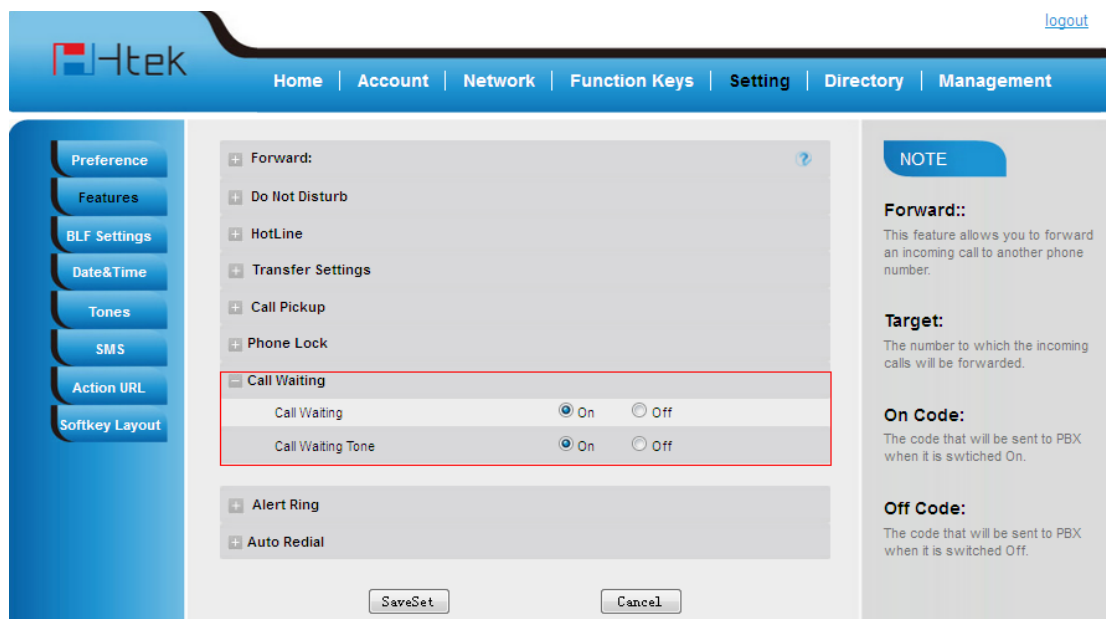 logout
Htek
Home | Account | Network | Function Keys | Setting | Directory | Management
Preference
Features
BLF Settings
Date&Time
Tones
SMS
Action URL
Softkey Layout
Forward:
Do Not Disturb
HotLine
Transfer Settings
Call Pickup
Phone Lock
Call Waiting
Call Waiting On Off
Call Waiting Tone On Off
Alert Ring
Auto Redial
SaveSet Cancel
NOTE
Forward::
This feature allows you to forward
an incoming call to another phone
number.
Target:
The number to which the incoming
calls will be forwarded.
On Code:
The code that will be sent to PBX
when it is swtiched On.
Off Code:
The code that will be sent to PBX
when it is switched Off.